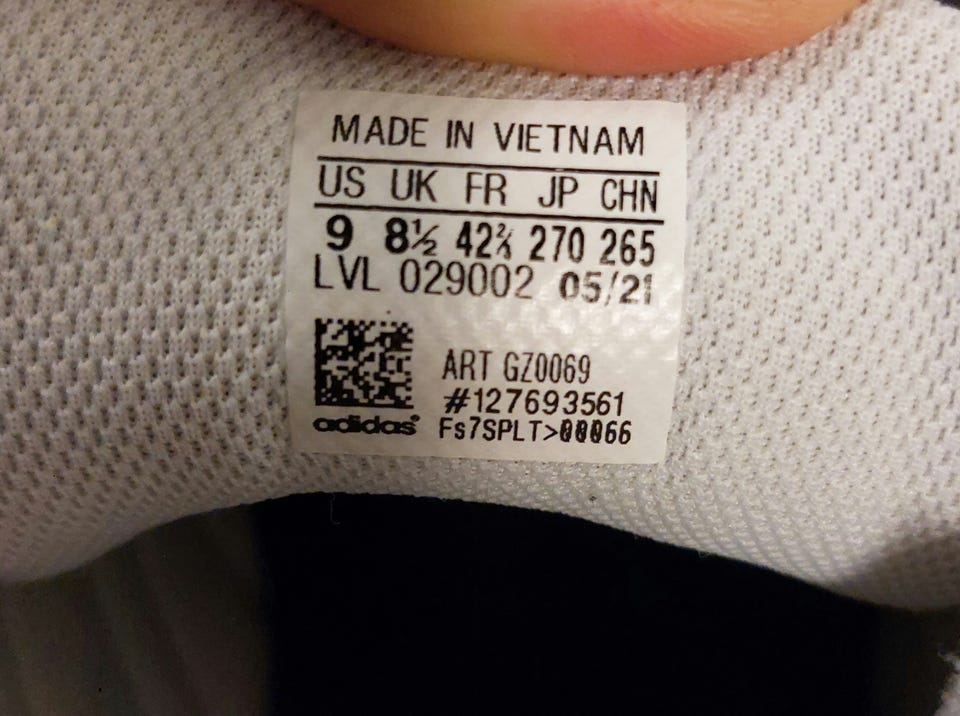 MADE IN VIETNAM
US UK FR JP CHN
9 8½ 42⅔ 270 265
LVL 029002 05/21
ART GZ0069
#127693561
adidas®
Fs7SPLT>00066